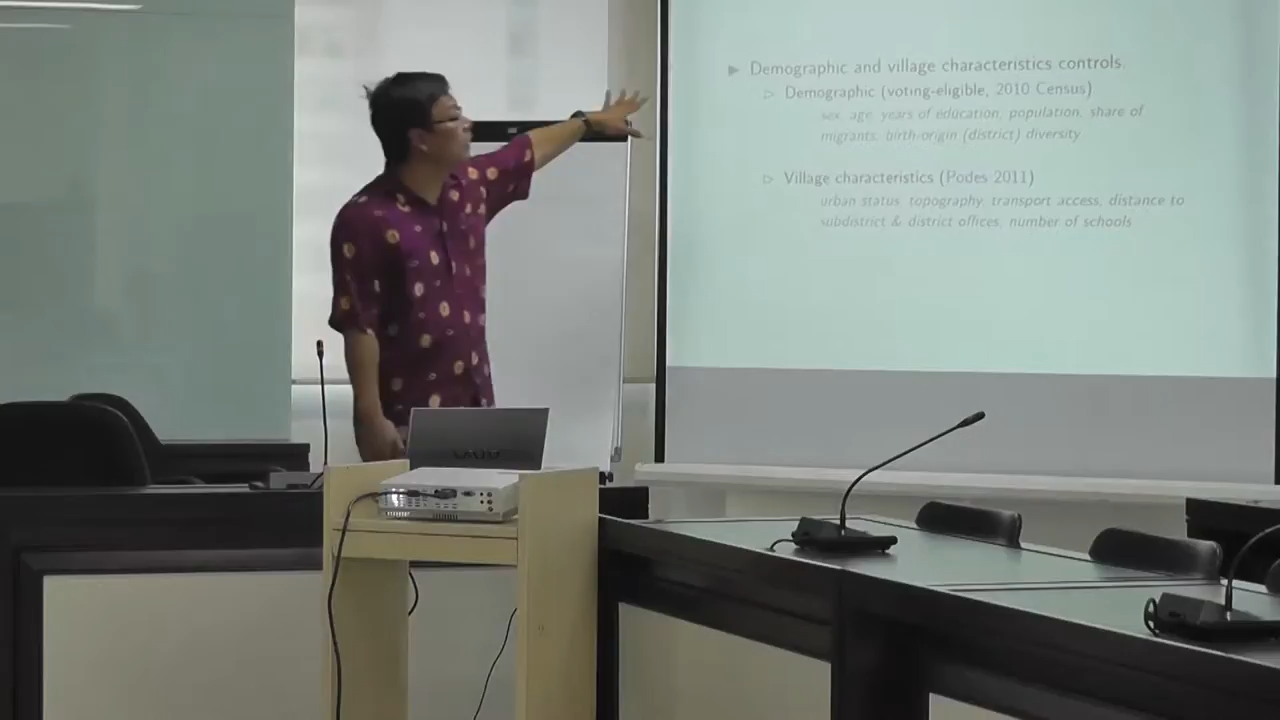 Demographic and village characteristics controls
Demographic (voting-eligible, 2010 Census)
sex, age, years of education, population, share of
migrants, birth-origin (district) diversity
Village characteristics (Podes 2011)
urban status, topography, transport access, distance to
subdistrict & district offices, number of schools
VAIO